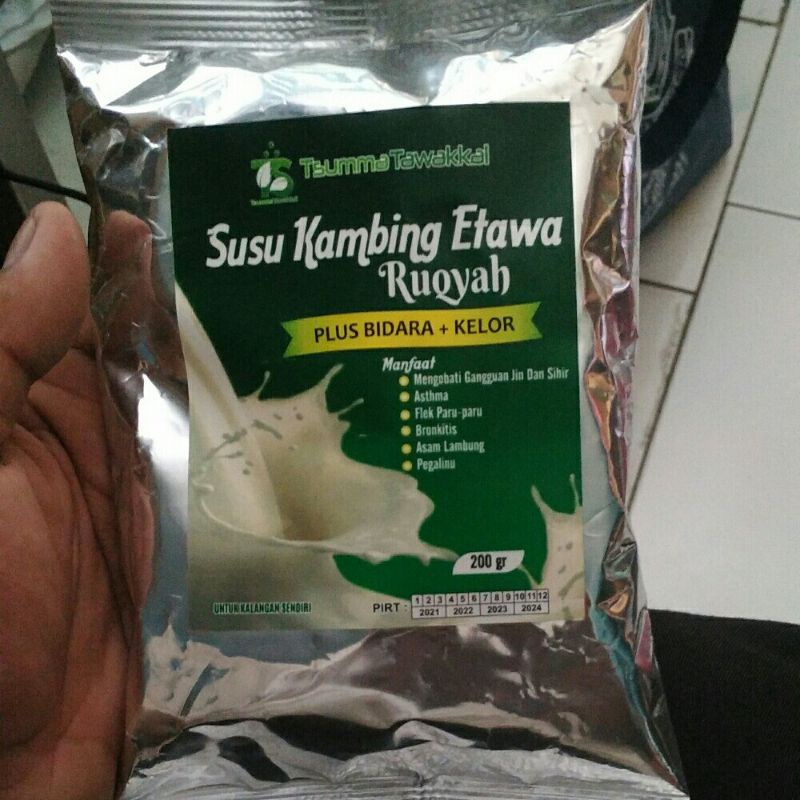 TsummaTawakkal
TS
Susu Kambing Etawa
Ruqyah
PLUS BIDARA + KELOR
Manfaat
Mengobati Gangguan Jin Dan Sihir
Asthma
Flek Paru-paru
Bronkitis
Asam Lambung
Pegalinu
200 gr
UNTUK KALANGAN SENDIRI
PIRT :
1 2 3 4 5 6 7 8 9 10 11 12
2021 2022 2023 2024